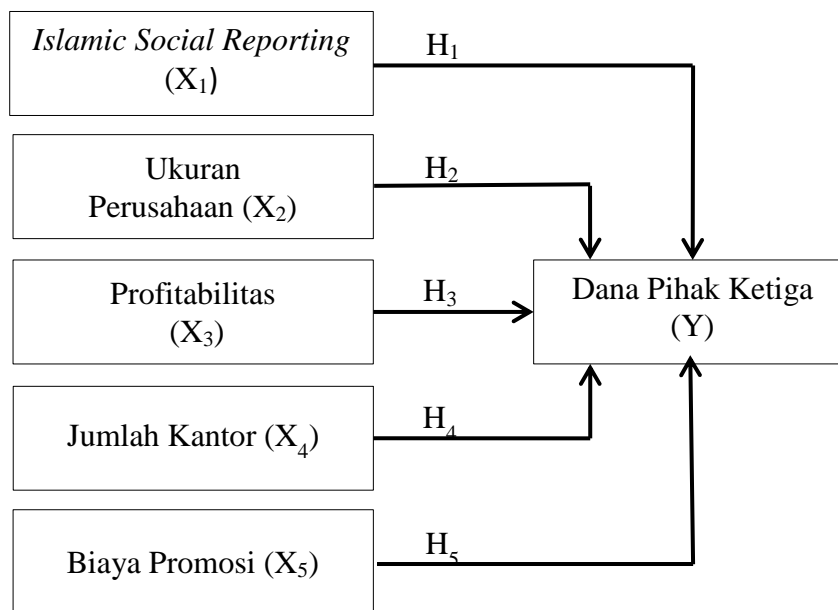 Islamic Social Reporting
(X₁)
H₁
Ukuran
Perusahaan (X₂)
H₂
Profitabilitas
(X₃)
H₃
Dana Pihak Ketiga
(Y)
Jumlah Kantor (X₄)
H₄
Biaya Promosi (X₅)
H₅